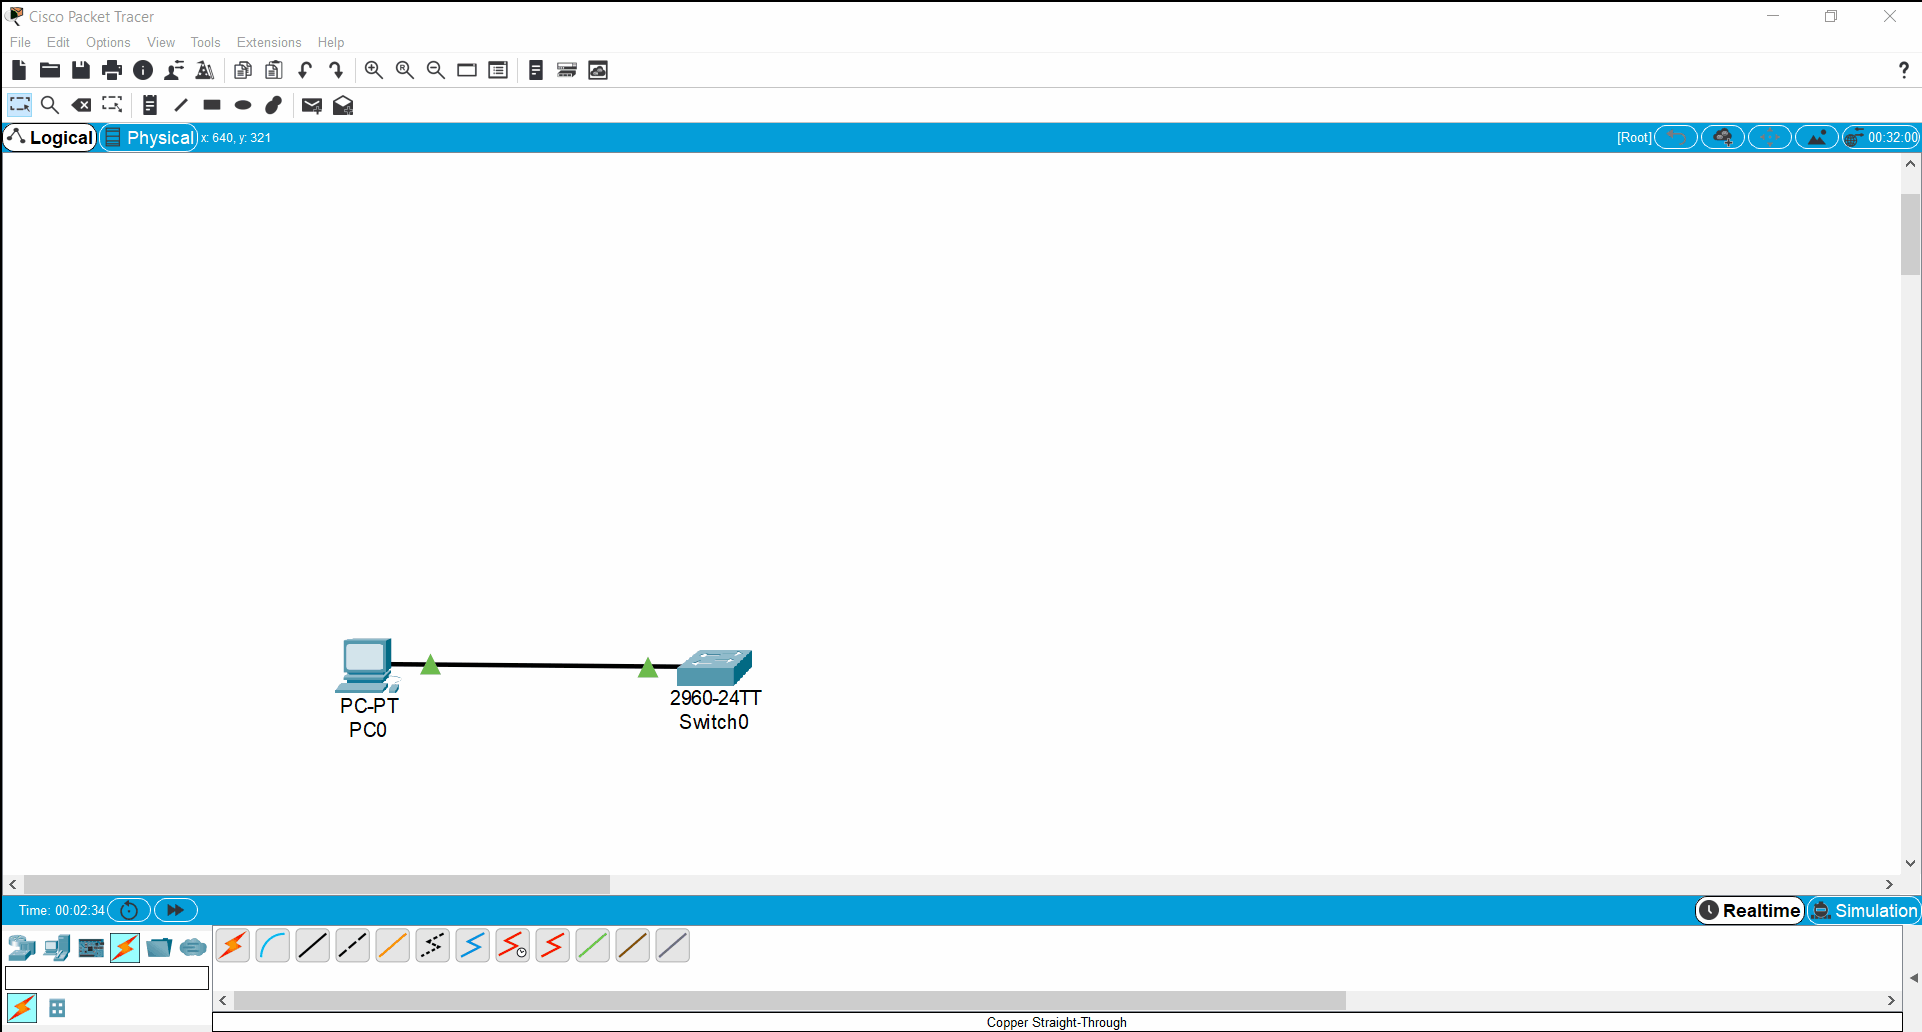 Cisco Packet Tracer
File Edit Options View Tools Extensions Help
?
Logical Physical x: 640, y: 321 [Root] 00:32:00
PC-PT
PC0
2960-24TT
Switch0
Time: 00:02:34 Realtime Simulation
Copper Straight-Through